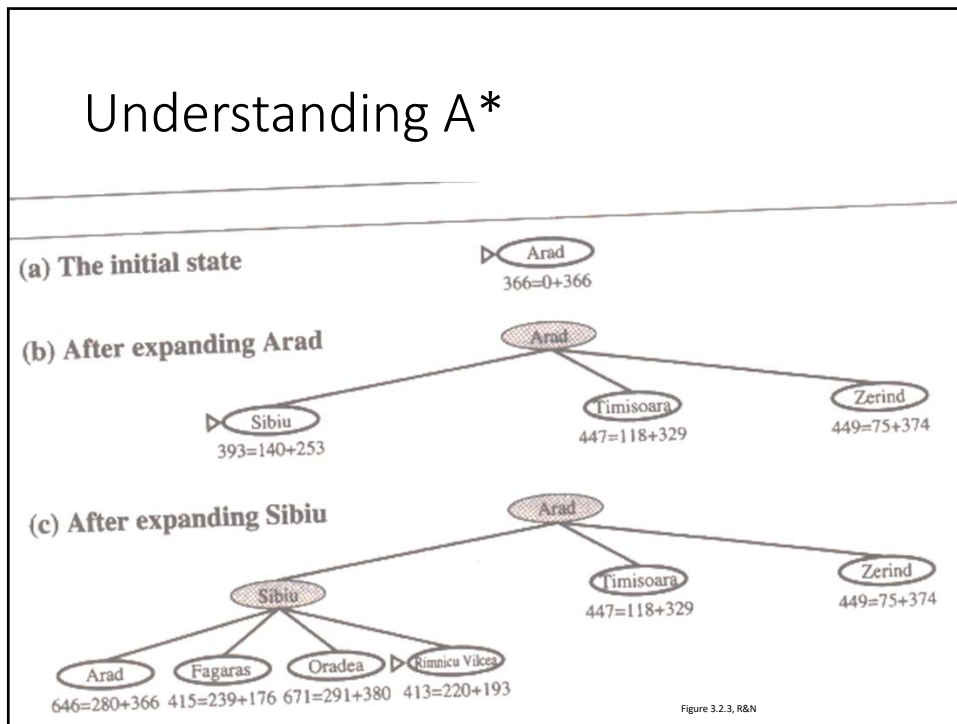 Understanding A*
(a) The initial state
Arad
366=0+366
(b) After expanding Arad
Arad
Sibiu
Timisoara
Zerind
393=140+253
447=118+329
449=75+374
(c) After expanding Sibiu
Arad
Sibiu
Timisoara
Zerind
447=118+329
449=75+374
Arad
Fagaras
Oradea
Rimnicu Vilcea
646=280+366 415=239+176 671=291+380 413=220+193
Figure 3.2.3, R&N